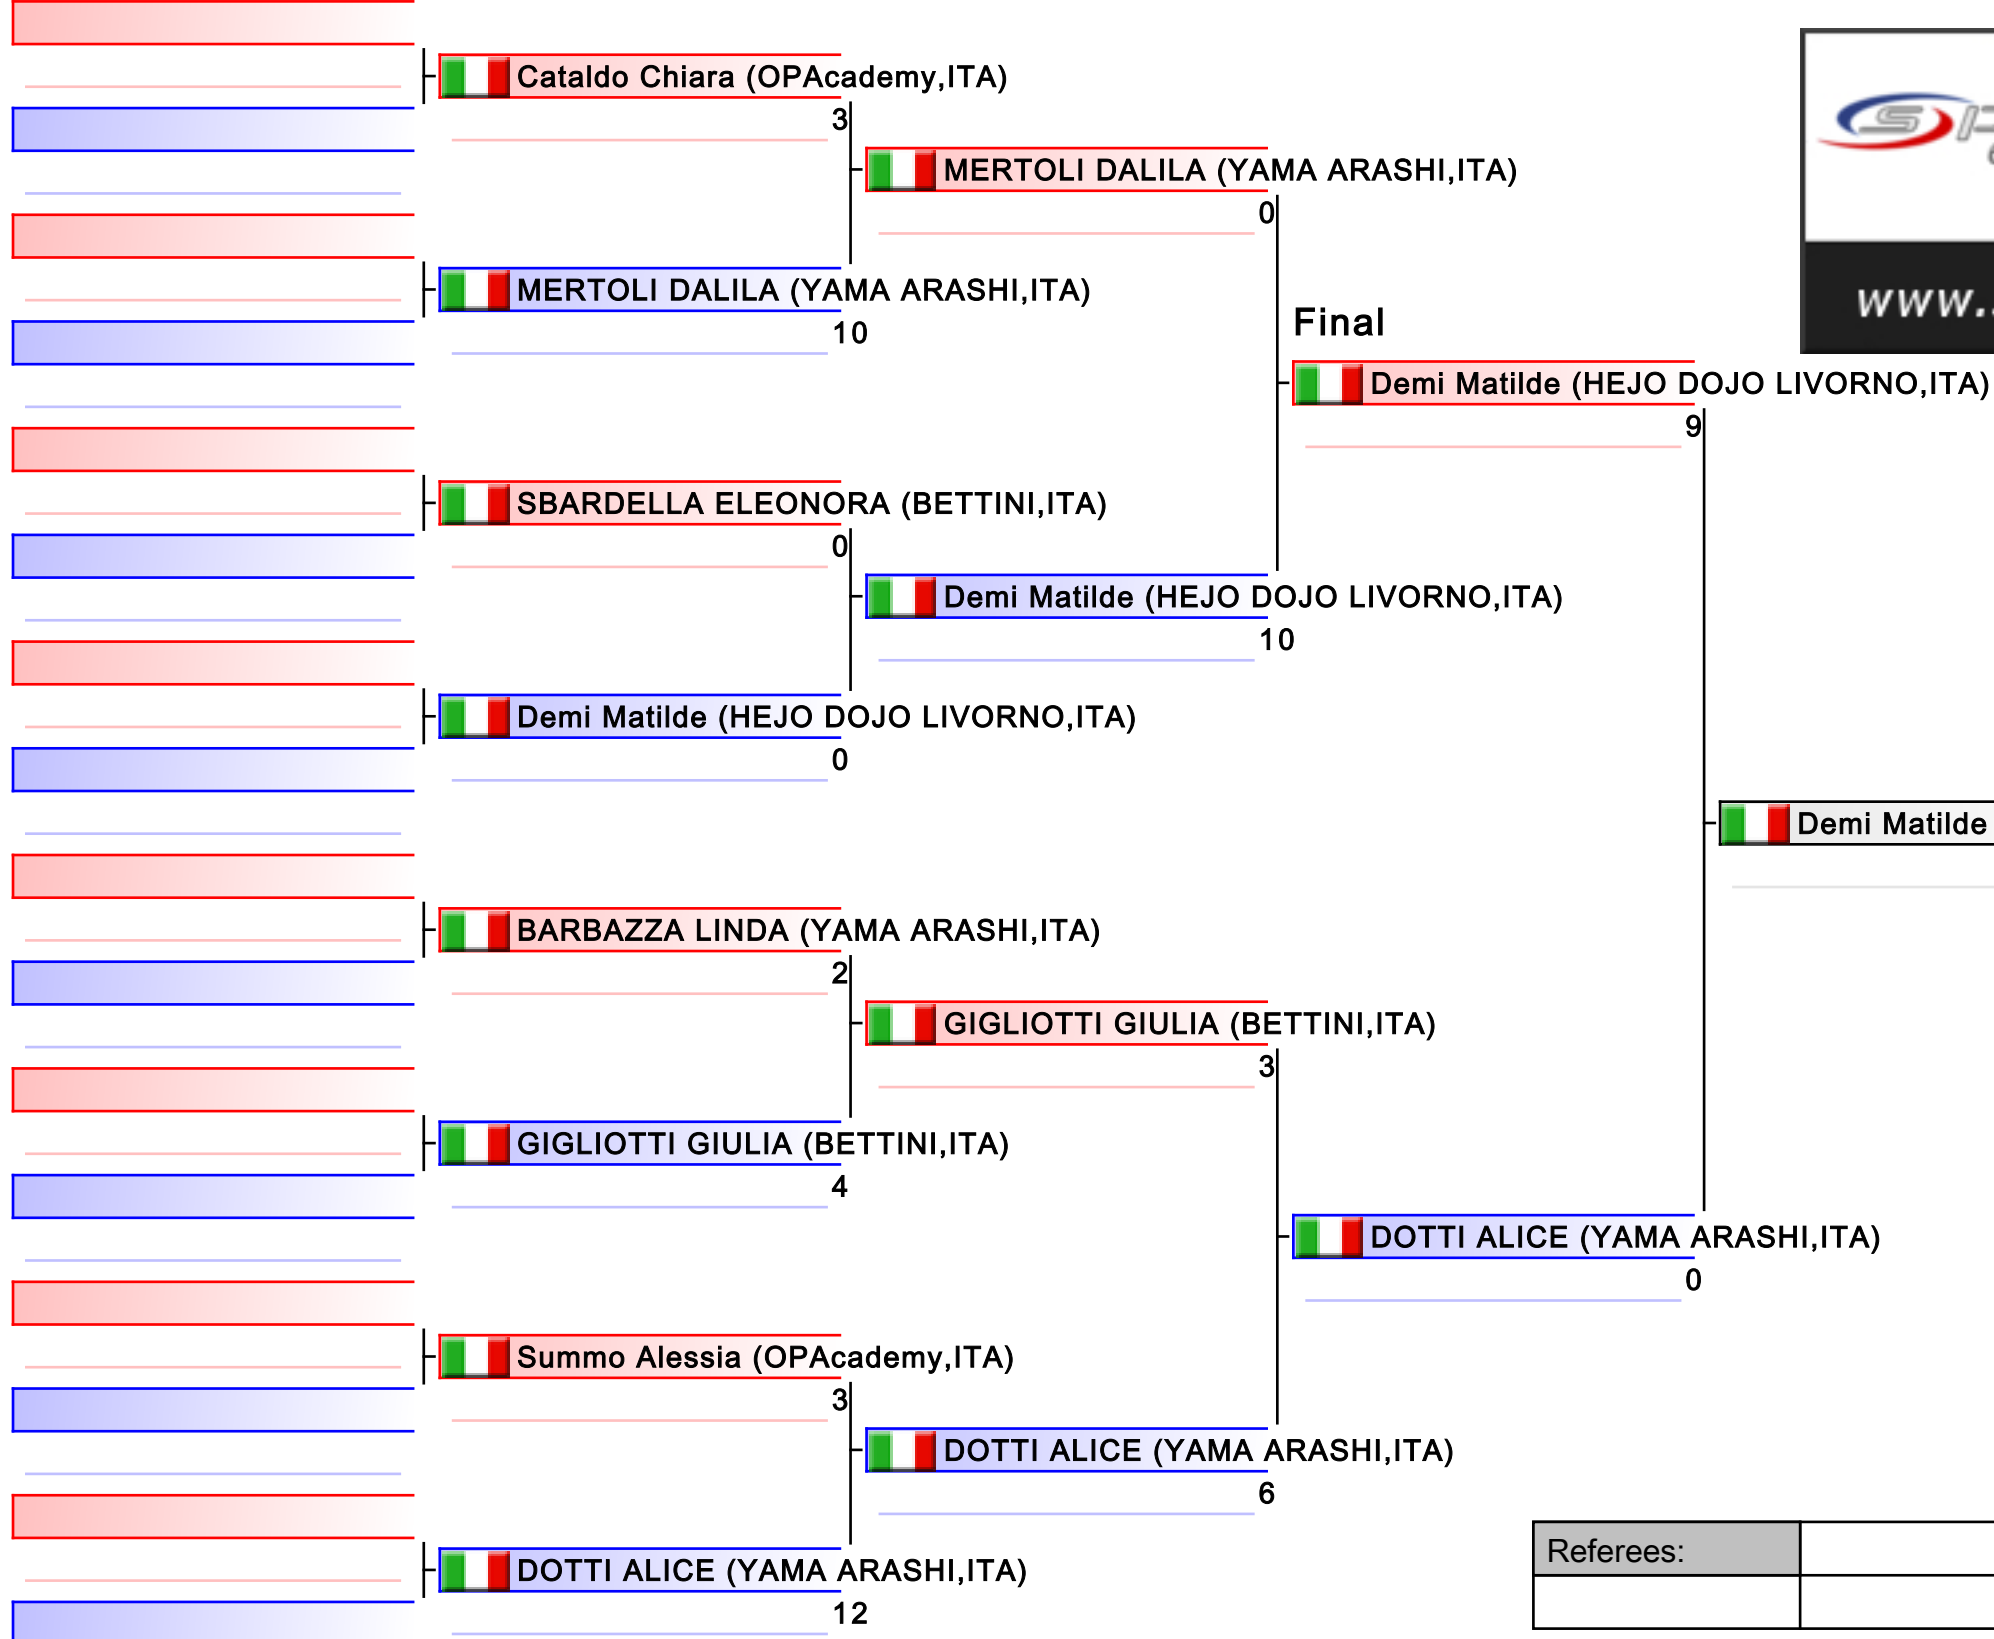 Cataldo Chiara (OPAcademy,ITA)
3
MERTOLI DALILA (YAMA ARASHI,ITA)
0
MERTOLI DALILA (YAMA ARASHI,ITA)
10
Final
Demi Matilde (HEJO DOJO LIVORNO,ITA)
9
SBARDELLA ELEONORA (BETTINI,ITA)
0
Demi Matilde (HEJO DOJO LIVORNO,ITA)
10
Demi Matilde (HEJO DOJO LIVORNO,ITA)
0
Demi Matilde
BARBAZZA LINDA (YAMA ARASHI,ITA)
2
GIGLIOTTI GIULIA (BETTINI,ITA)
3
GIGLIOTTI GIULIA (BETTINI,ITA)
4
DOTTI ALICE (YAMA ARASHI,ITA)
0
Summo Alessia (OPAcademy,ITA)
3
DOTTI ALICE (YAMA ARASHI,ITA)
6
DOTTI ALICE (YAMA ARASHI,ITA)
12
Referees:
www.